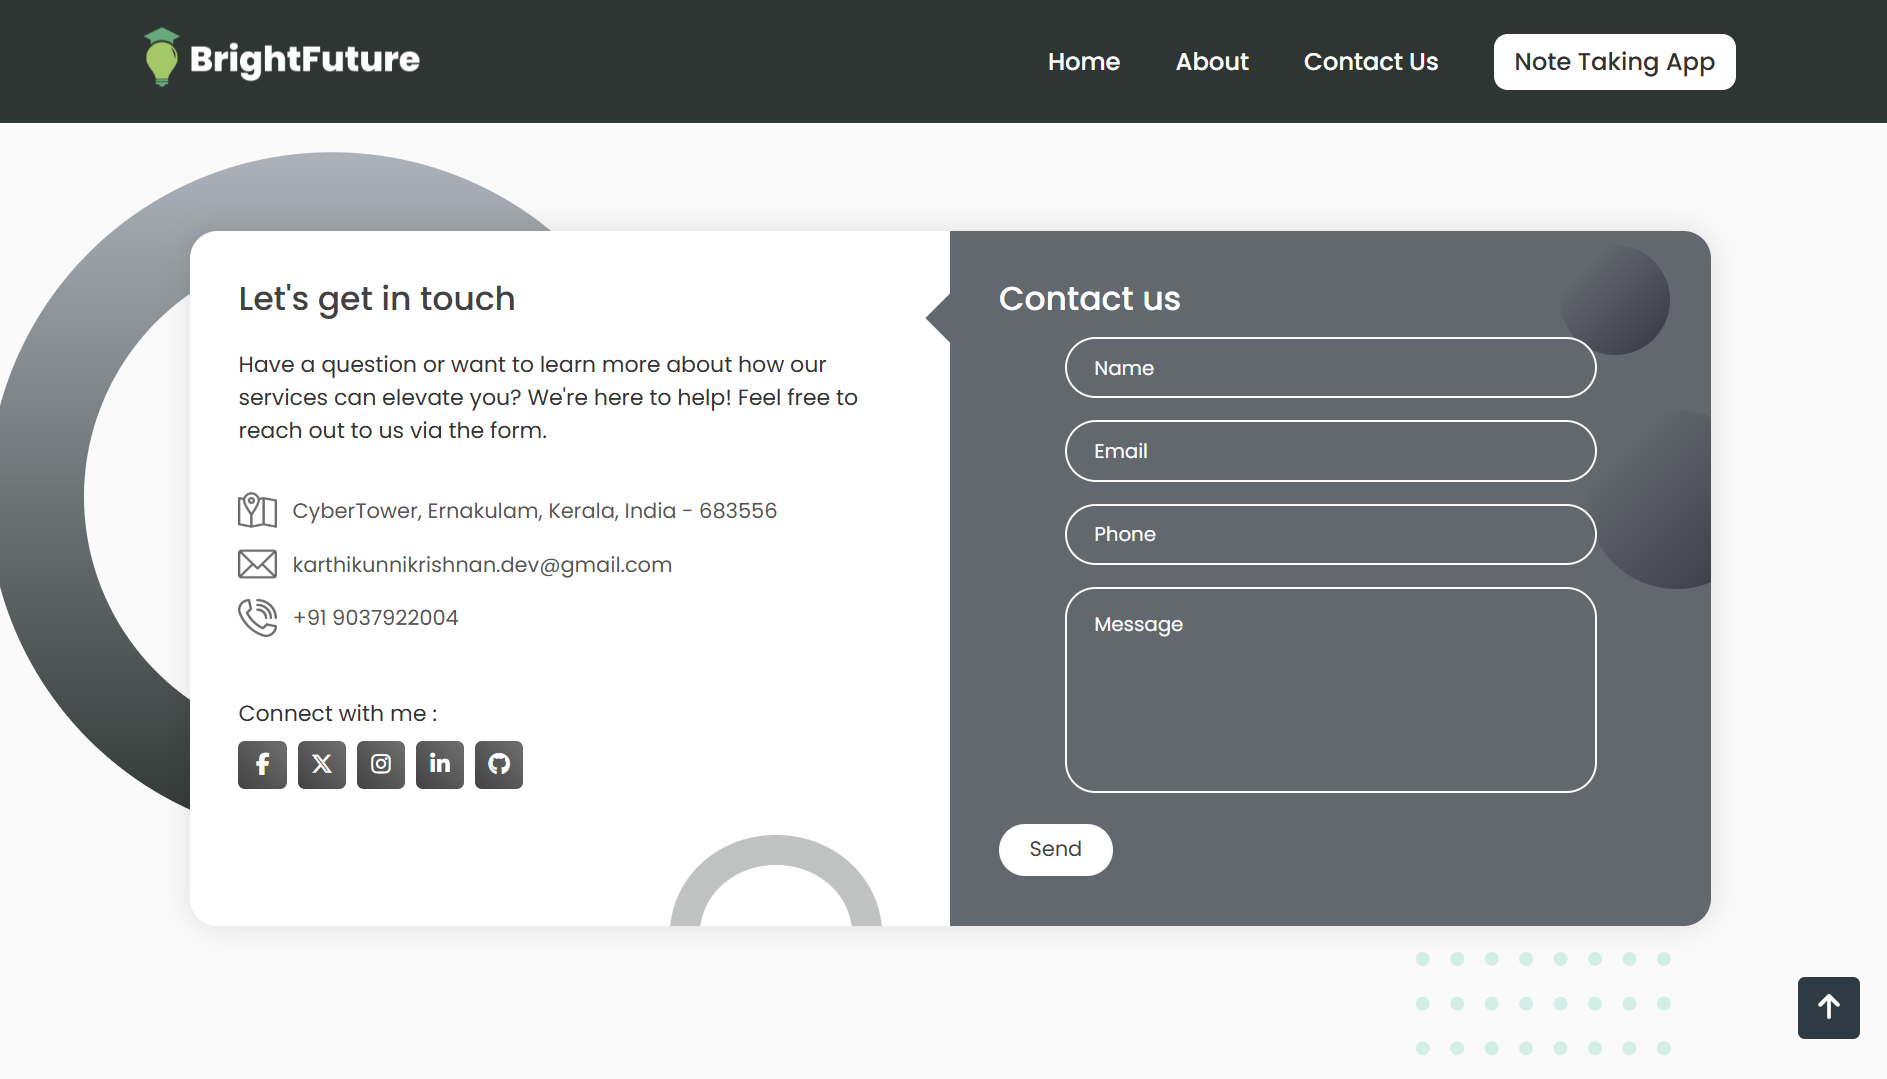 BrightFuture
Home
About
Contact Us
Note Taking App
Let's get in touch
Have a question or want to learn more about how our
services can elevate you? We're here to help! Feel free to
reach out to us via the form.
CyberTower, Ernakulam, Kerala, India - 683556
karthikunnikrishnan.dev@gmail.com
+91 9037922004
Connect with me :
Contact us
Name
Email
Phone
Message
Send